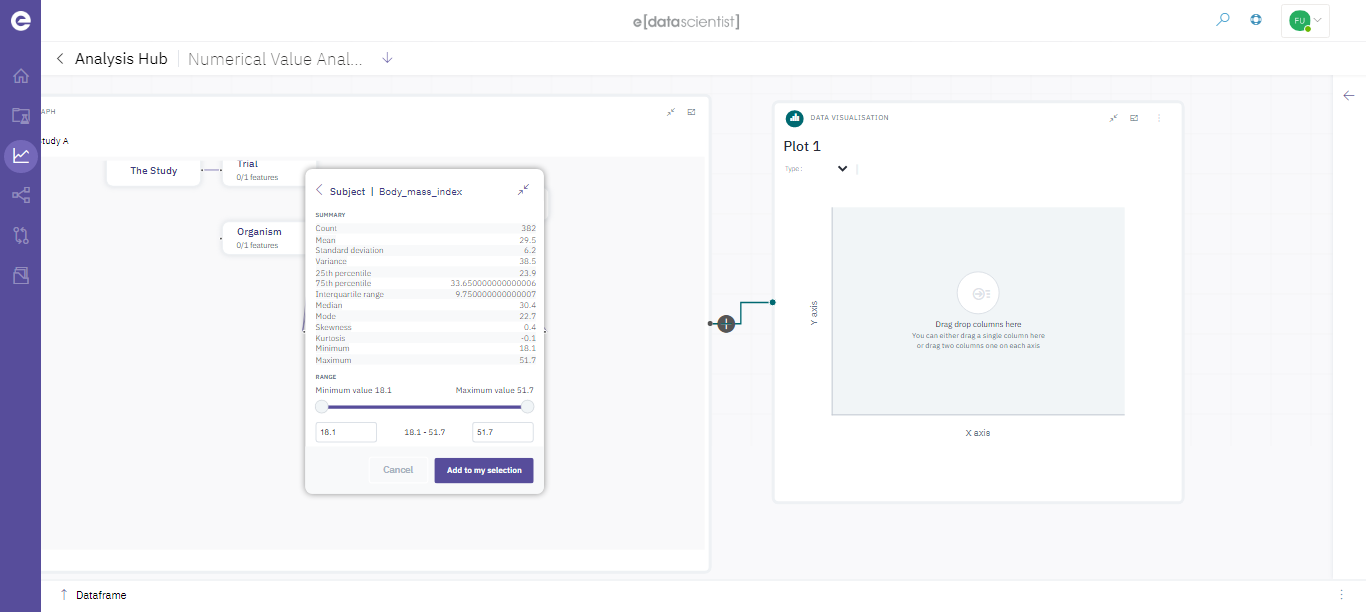 e[datascientist]
FU
Analysis Hub
Numerical Value Anal...
APH
tudy A
The Study
Trial
0/1 features
Organism
0/1 features
Subject | Body_mass_index
SUMMARY
Count 382
Mean 29.5
Standard deviation 6.2
Variance 38.5
25th percentile 23.9
75th percentile 33.650000000000006
Interquartile range 9.750000000000007
Median 30.4
Mode 22.7
Skewness 0.4
Kurtosis -0.1
Minimum 18.1
Maximum 51.7
RANGE
Minimum value 18.1 Maximum value 51.7
18.1 18.1 - 51.7 51.7
Cancel Add to my selection
DATA VISUALISATION
Plot 1
Type :
Y axis
Drag drop columns here
You can either drag a single column here
or drag two columns one on each axis
X axis
Dataframe